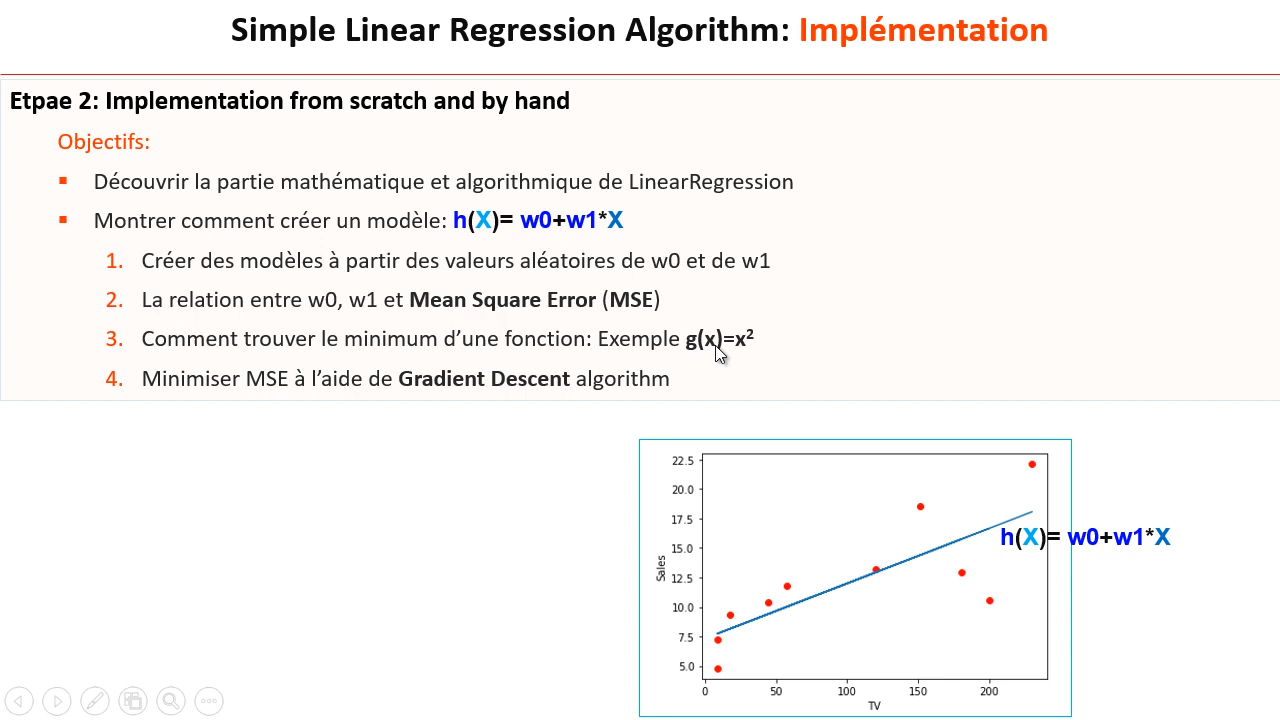 Simple Linear Regression Algorithm: Implémentation
Etpae 2: Implementation from scratch and by hand
Objectifs:
▪ Découvrir la partie mathématique et algorithmique de LinearRegression
▪ Montrer comment créer un modèle: h(X)= w0+w1*X
1. Créer des modèles à partir des valeurs aléatoires de w0 et de w1
2. La relation entre w0, w1 et Mean Square Error (MSE)
3. Comment trouver le minimum d’une fonction: Exemple g(x)=x²
4. Minimiser MSE à l’aide de Gradient Descent algorithm
22.5
20.0
17.5
15.0
12.5
10.0
7.5
5.0
Sales
h(X)= w0+w1*X
0 50 100 150 200
TV